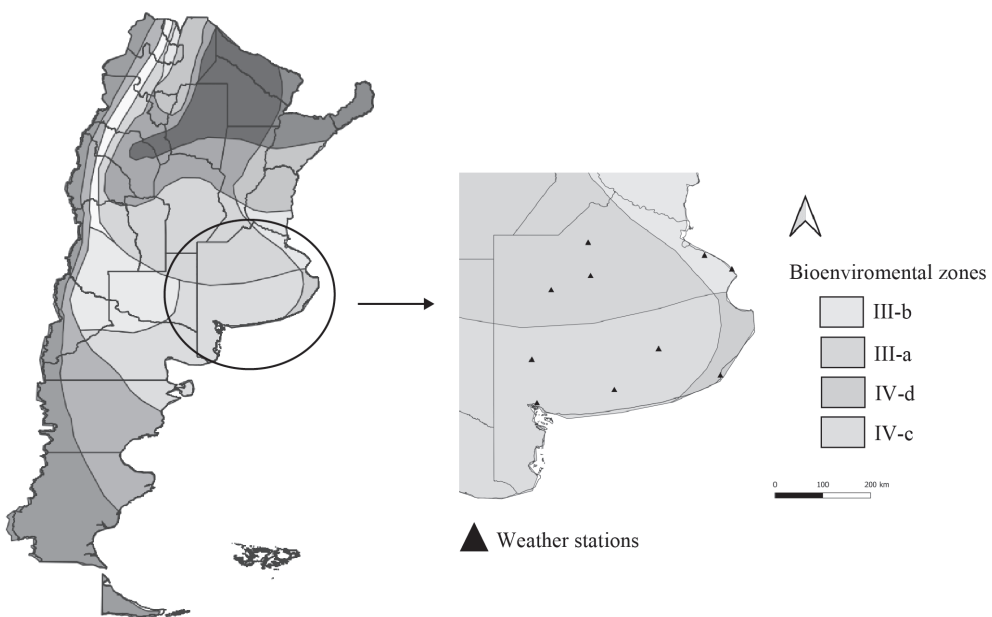 Bioenviromental zones
III-b
III-a
IV-d
IV-c
0 100 200 km
Weather stations